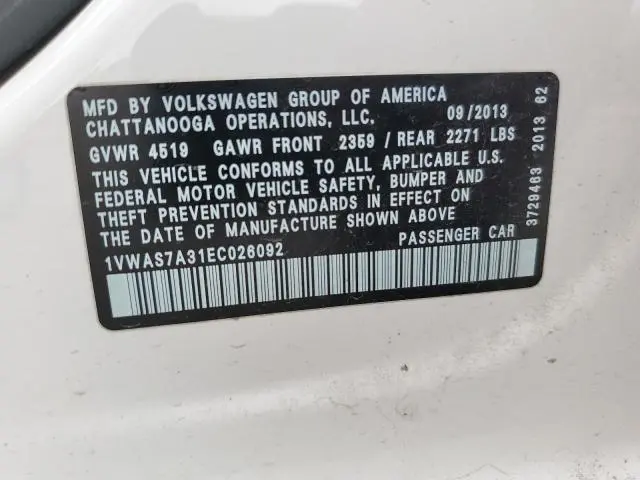 MFD BY VOLKSWAGEN GROUP OF AMERICA
CHATTANOOGA OPERATIONS, LLC. 09/2013
GVWR 4519 GAWR FRONT 2359 / REAR 2271 LBS
THIS VEHICLE CONFORMS TO ALL APPLICABLE U.S.
FEDERAL MOTOR VEHICLE SAFETY, BUMPER AND
THEFT PREVENTION STANDARDS IN EFFECT ON
THE DATE OF MANUFACTURE SHOWN ABOVE
1VWAS7A31EC026092 PASSENGER CAR
3729463 2013 62